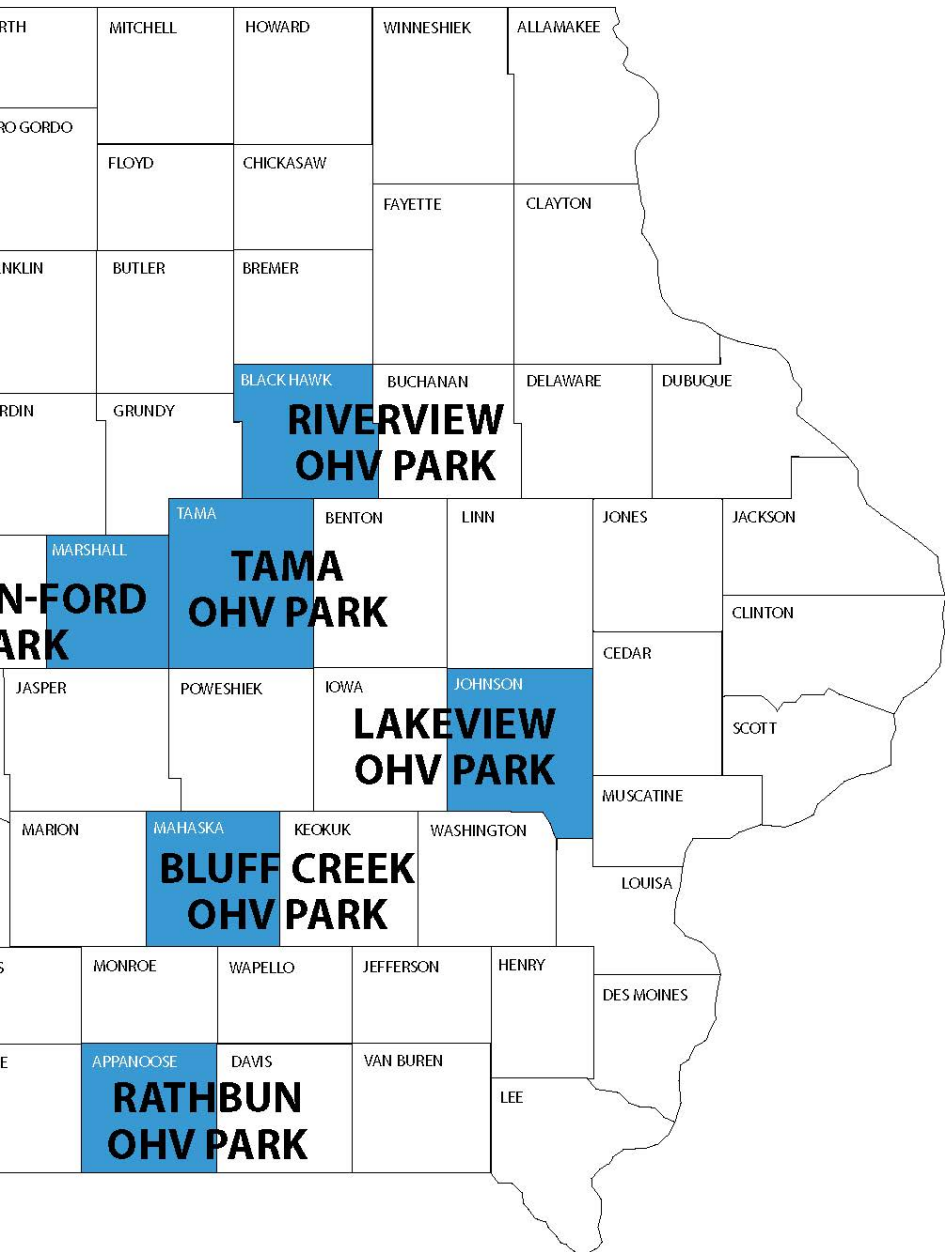 RTH
MITCHELL
HOWARD
WINNESHIEK
ALLAMAKEE
RO GORDO
FLOYD
CHICKASAW
FAYETTE
CLAYTON
NKLIN
BUTLER
BREMER
BLACK HAWK
BUCHANAN
DELAWARE
DUBUQUE
RDIN
GRUNDY
RIVERVIEW
OHV PARK
TAMA
BENTON
LINN
JONES
JACKSON
MARSHALL
TAMA
OHV PARK
N-FORD
ARK
CLINTON
CEDAR
JASPER
POWESHIEK
IOWA
JOHNSON
LAKEVIEW
OHV PARK
SCOTT
MUSCATINE
MARION
MAHASKA
KEOKUK
WASHINGTON
BLUFF CREEK
OHV PARK
LOUISA
S
MONROE
WAPELLO
JEFFERSON
HENRY
DES MOINES
E
APPANOOSE
DAVIS
VAN BUREN
RATHBUN
OHV PARK
LEE